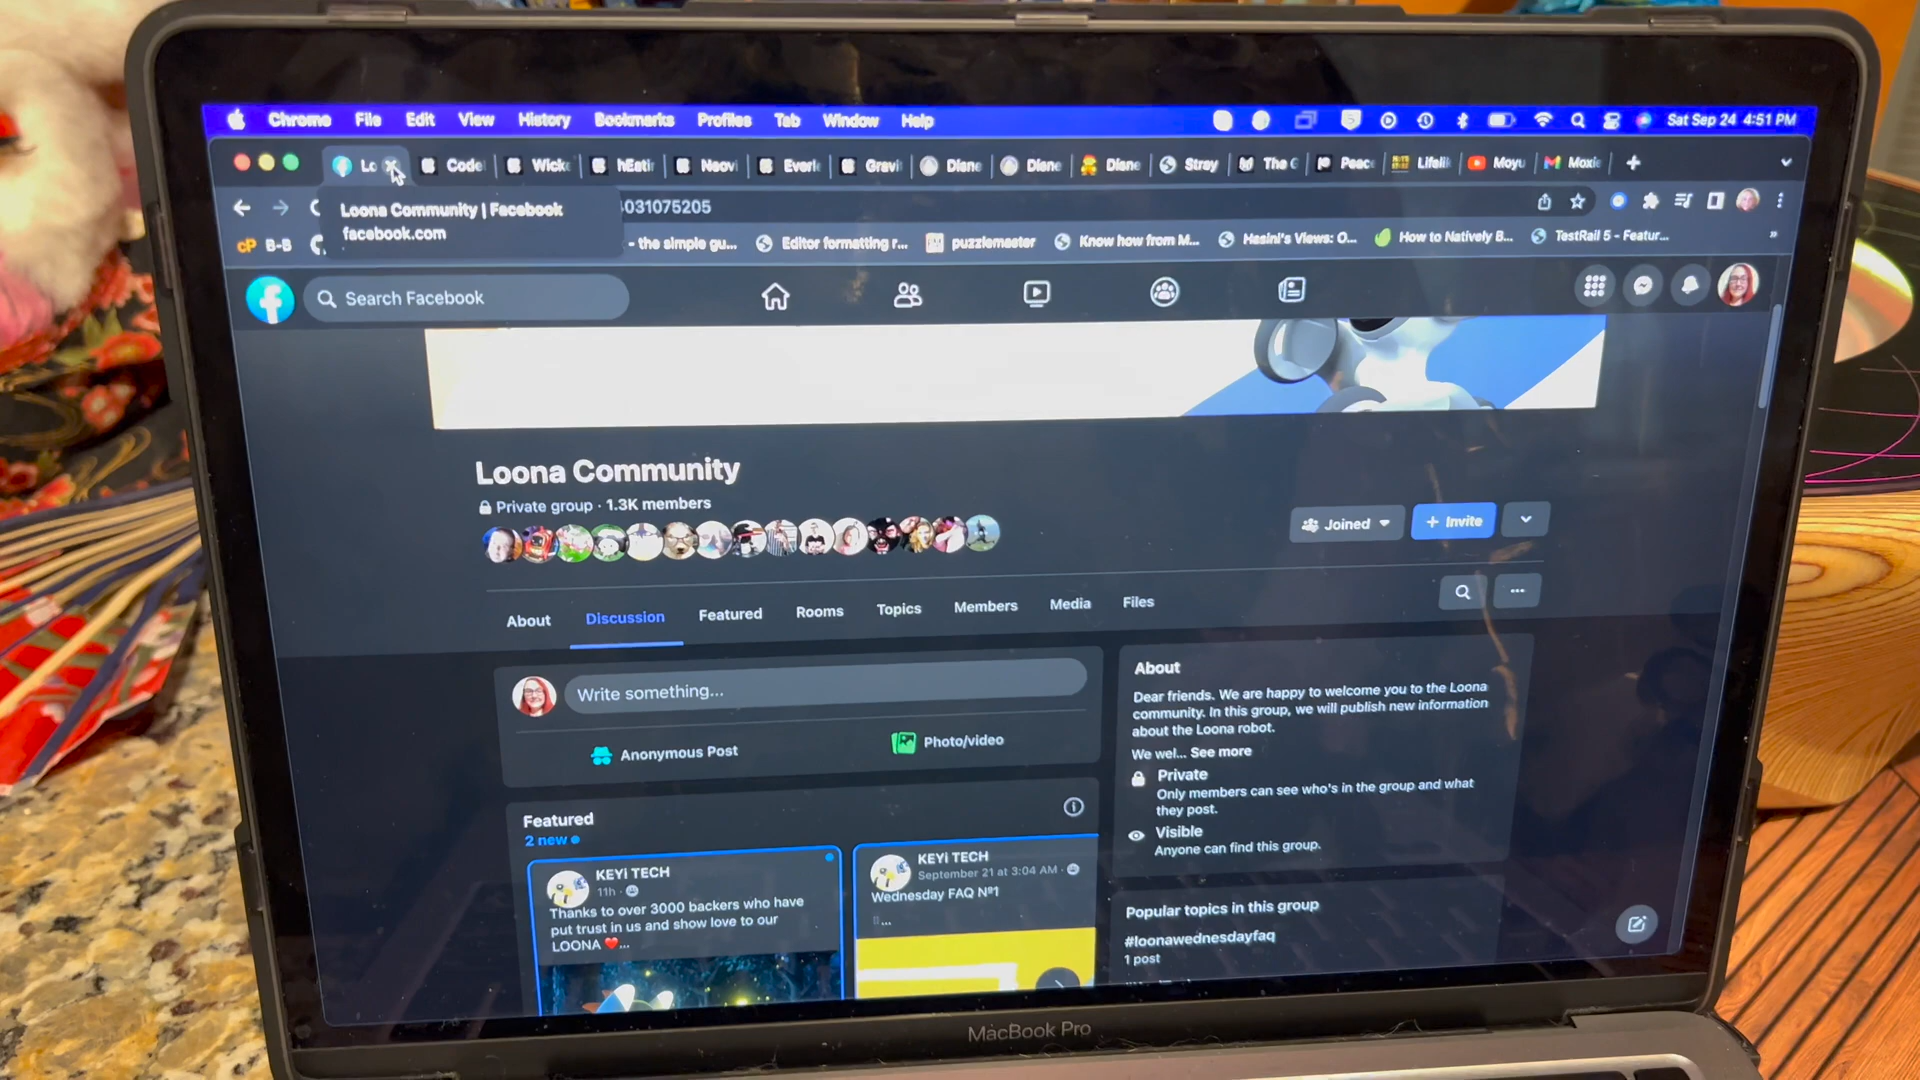 Chrome File Edit View History Bookmarks Profiles Tab Window Help Sat Sep 24 4:51 PM
Lo Code Wick hEatin Neovi Everle Gravi Diane Diane Diane Stray The G Peac Lifelik Moyu Moxie
031075205
Loona Community | Facebook
facebook.com
cP B-B - the simple gu... Editor formatting r... puzzlemaster Know how from M... Hasini's Views: O... How to Natively B... TestRail 5 - Featur...
Search Facebook
Loona Community
Private group · 1.3K members
Joined + Invite
About Discussion Featured Rooms Topics Members Media Files
Write something...
Anonymous Post Photo/video
Featured
2 new
KEYi TECH
11h ·
Thanks to over 3000 backers who have
put trust in us and show love to our
LOONA ❤️...
KEYi TECH
September 21 at 3:04 AM ·
Wednesday FAQ Nº1
...
About
Dear friends. We are happy to welcome you to the Loona
community. In this group, we will publish new information
about the Loona robot.
We wel... See more
Private
Only members can see who's in the group and what
they post.
Visible
Anyone can find this group.
Popular topics in this group
#loonawednesdayfaq
1 post
MacBook Pro